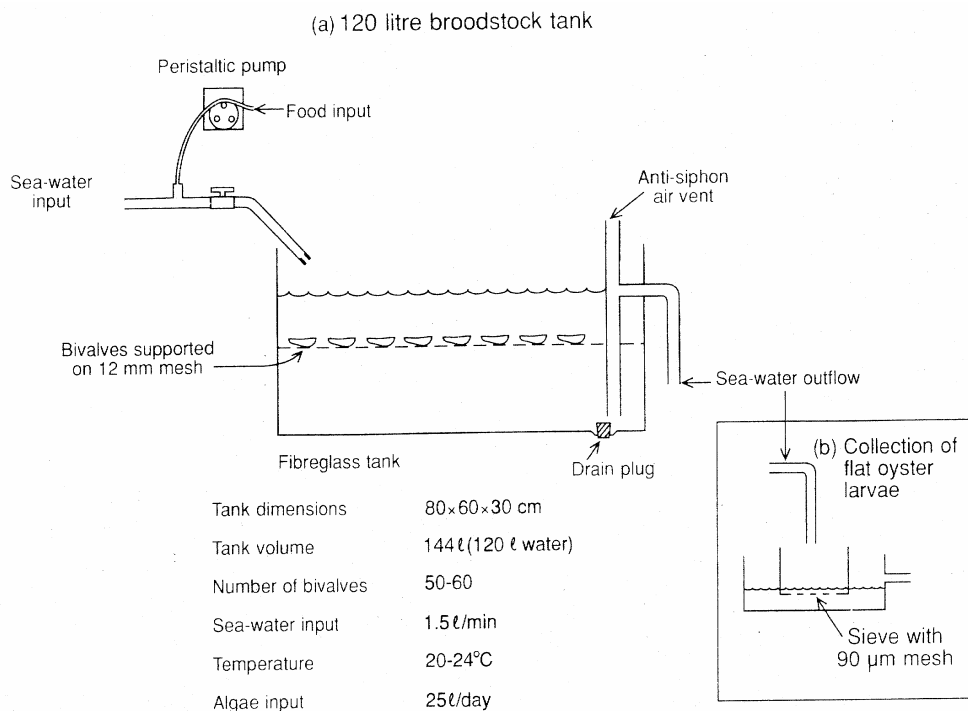 (a) 120 litre broodstock tank
Peristaltic pump
Food input
Sea-water
input
Anti-siphon
air vent
Bivalves supported
on 12 mm mesh
Sea-water outflow
Fibreglass tank
Drain plug
(b) Collection of
flat oyster
larvae
Sieve with
90 µm mesh
Tank dimensions 80×60×30 cm
Tank volume 144ℓ(120 ℓ water)
Number of bivalves 50-60
Sea-water input 1.5ℓ/min
Temperature 20-24°C
Algae input 25ℓ/day